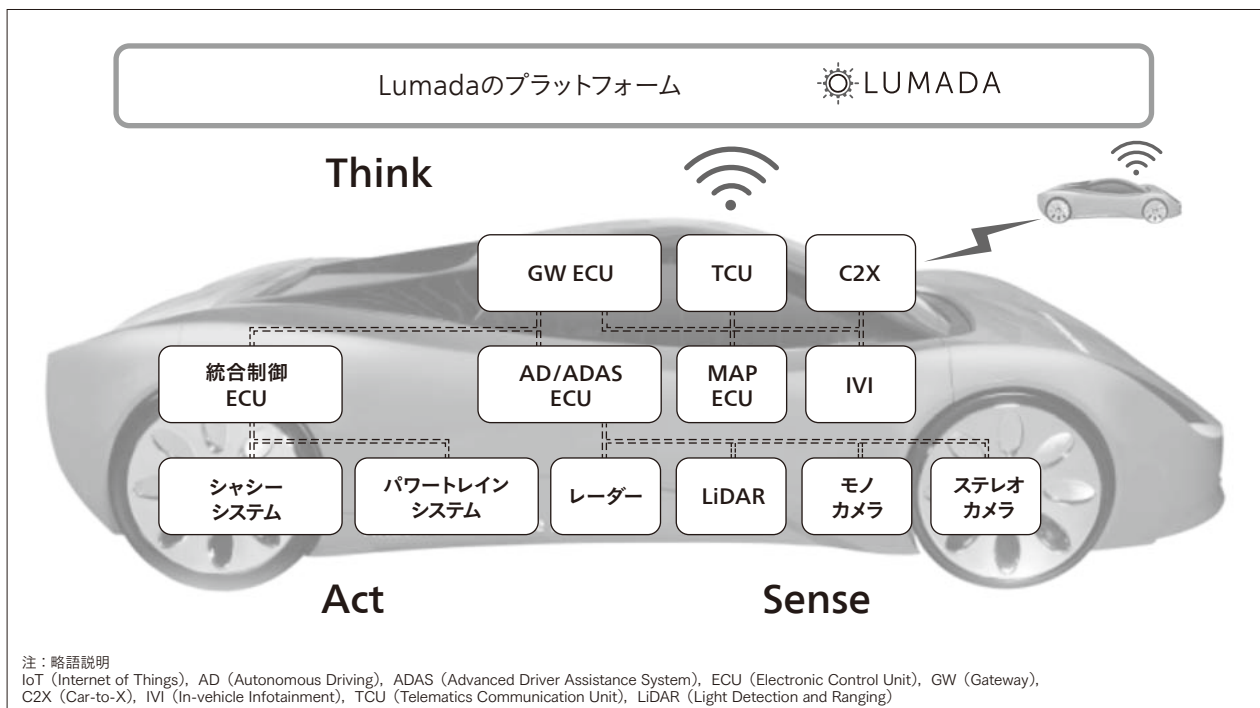 Lumadaのプラットフォーム
LUMADA
Think
GW ECU
TCU
C2X
統合制御
ECU
AD/ADAS
ECU
MAP
ECU
IVI
シャシー
システム
パワートレイン
システム
レーダー
LiDAR
モノ
カメラ
ステレオ
カメラ
Act
Sense
注:略語説明
IoT(Internet of Things),AD(Autonomous Driving),ADAS(Advanced Driver Assistance System),ECU(Electronic Control Unit),GW(Gateway),
C2X(Car-to-X),IVI(In-vehicle Infotainment),TCU(Telematics Communication Unit),LiDAR(Light Detection and Ranging)